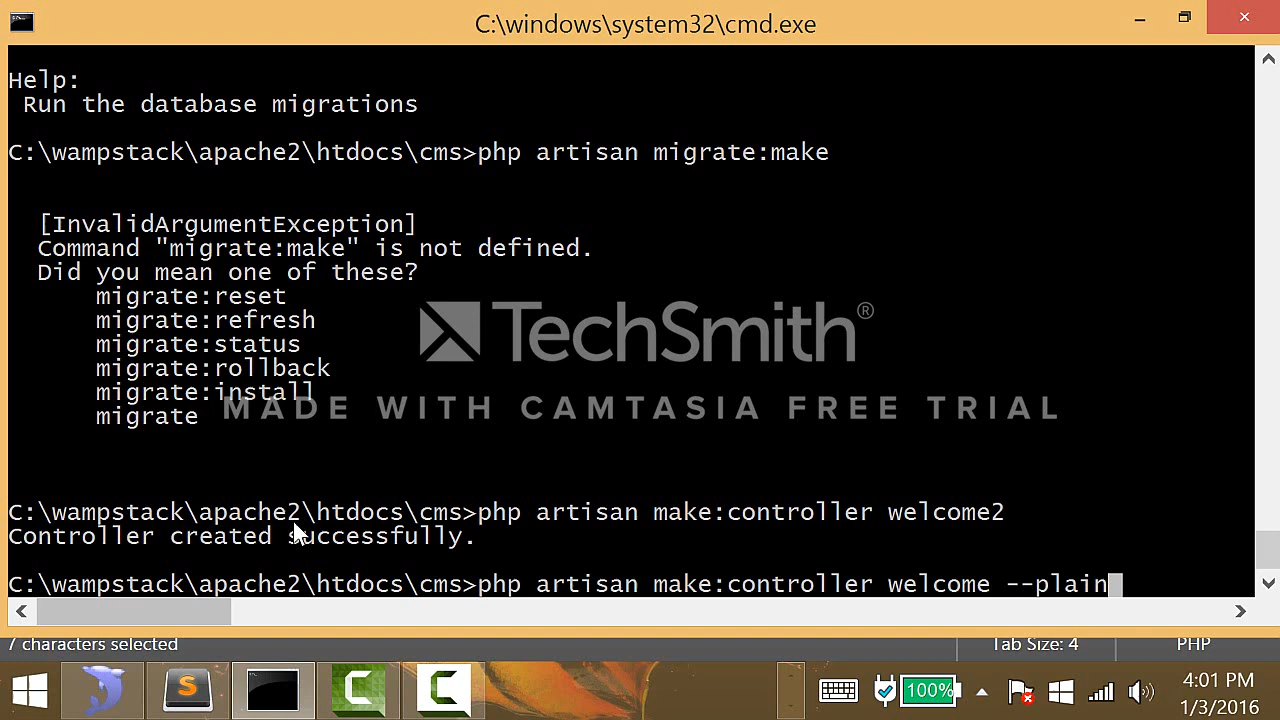 C:\windows\system32\cmd.exe
Help:
Run the database migrations
C:\wampstack\apache2\htdocs\cms>php artisan migrate:make
[InvalidArgumentException]
Command "migrate:make" is not defined.
Did you mean one of these?
migrate:reset
migrate:refresh
migrate:status
migrate:rollback
migrate:install
migrate
TechSmith®
MADE WITH CAMTASIA FREE TRIAL
C:\wampstack\apache2\htdocs\cms>php artisan make:controller welcome2
Controller created successfully.
C:\wampstack\apache2\htdocs\cms>php artisan make:controller welcome --plain
7 characters selected
Tab Size: 4
PHP
100%
4:01 PM
1/3/2016